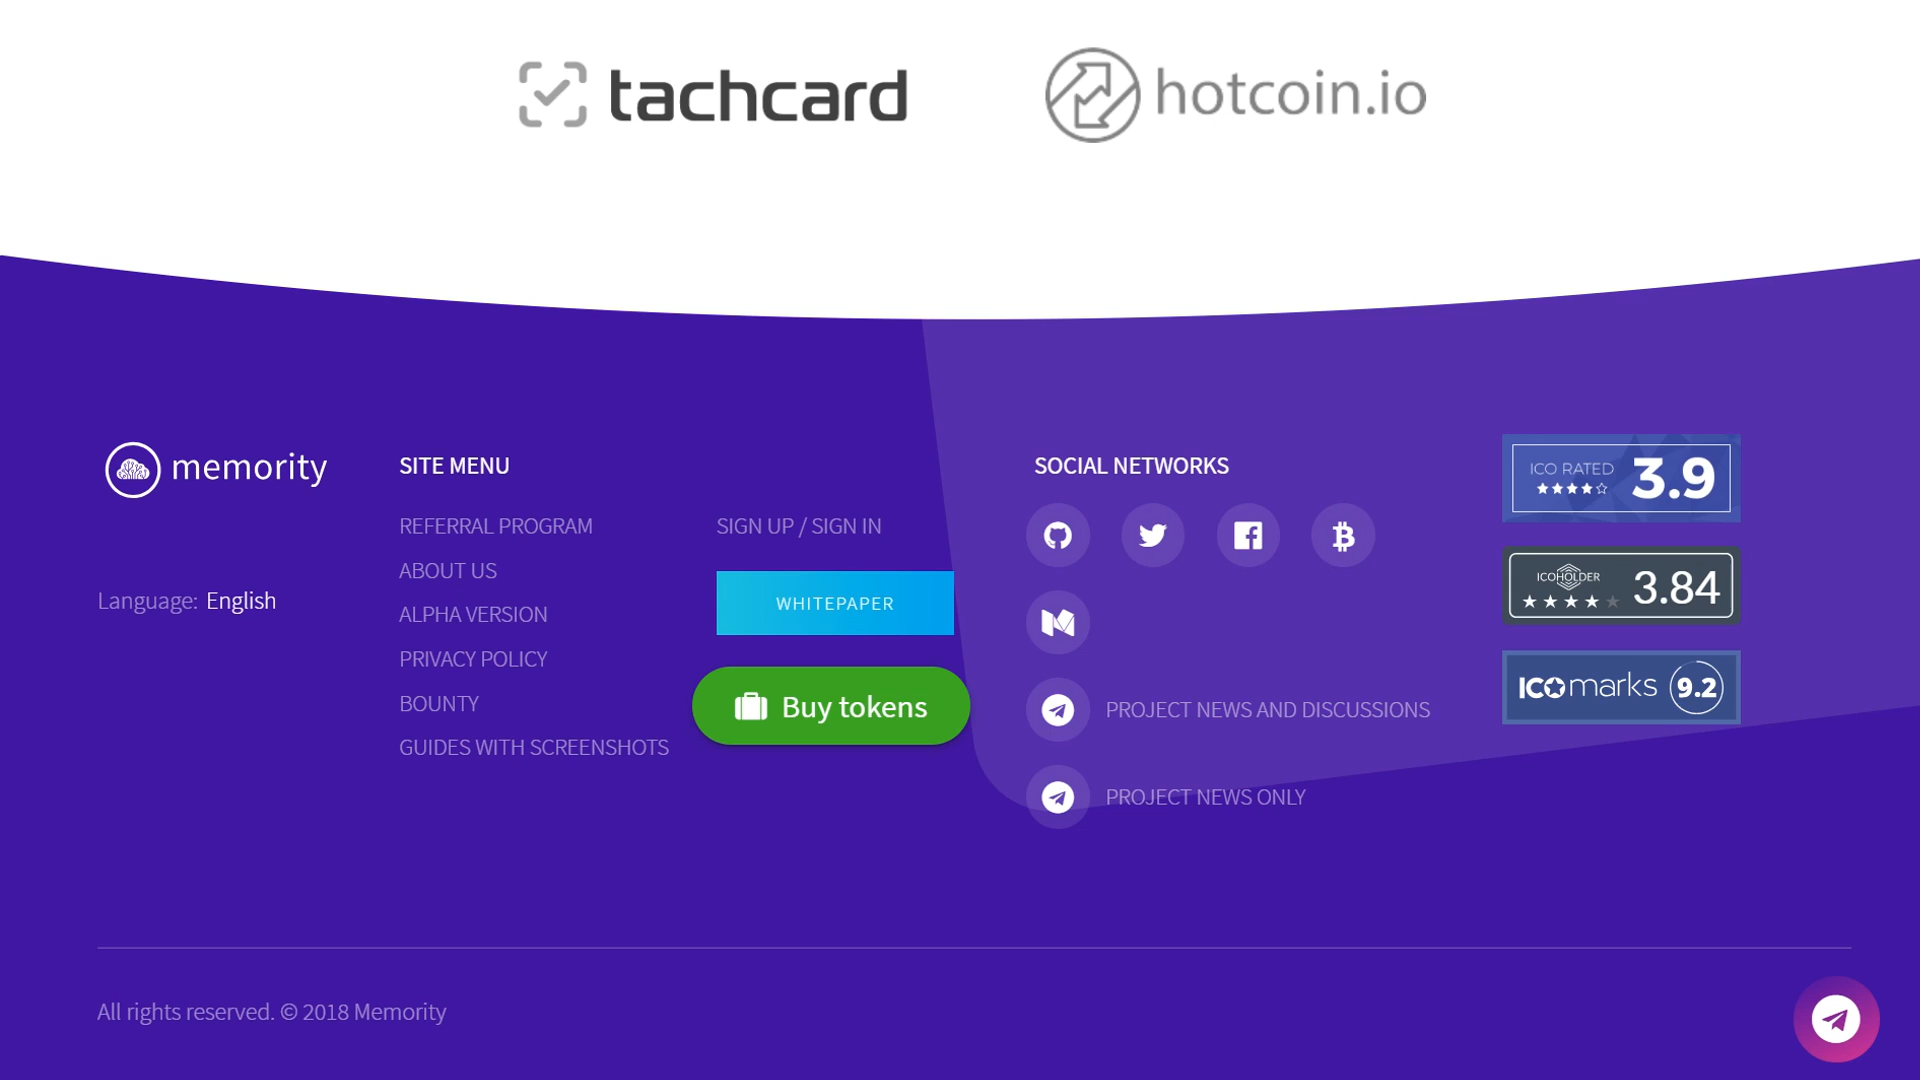 tachcard
hotcoin.io
memority
Language: English
SITE MENU
REFERRAL PROGRAM
ABOUT US
ALPHA VERSION
PRIVACY POLICY
BOUNTY
GUIDES WITH SCREENSHOTS
SIGN UP / SIGN IN
WHITEPAPER
Buy tokens
SOCIAL NETWORKS
PROJECT NEWS AND DISCUSSIONS
PROJECT NEWS ONLY
ICO RATED 3.9
ICOHOLDER 3.84
ICOmarks 9.2
All rights reserved. © 2018 Memority